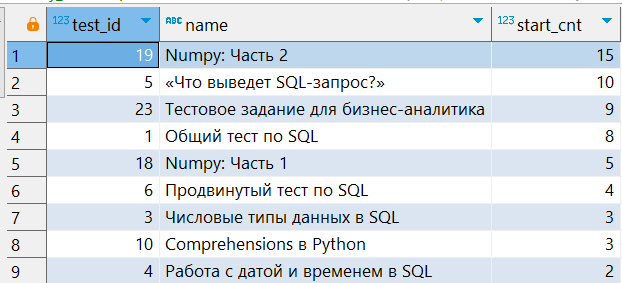 123 test_id ABC name 123 start_cnt
1 19 Numpy: Часть 2 15
2 5 «Что выведет SQL-запрос?» 10
3 23 Тестовое задание для бизнес-аналитика 9
4 1 Общий тест по SQL 8
5 18 Numpy: Часть 1 5
6 6 Продвинутый тест по SQL 4
7 3 Числовые типы данных в SQL 3
8 10 Comprehensions в Python 3
9 4 Работа с датой и временем в SQL 2